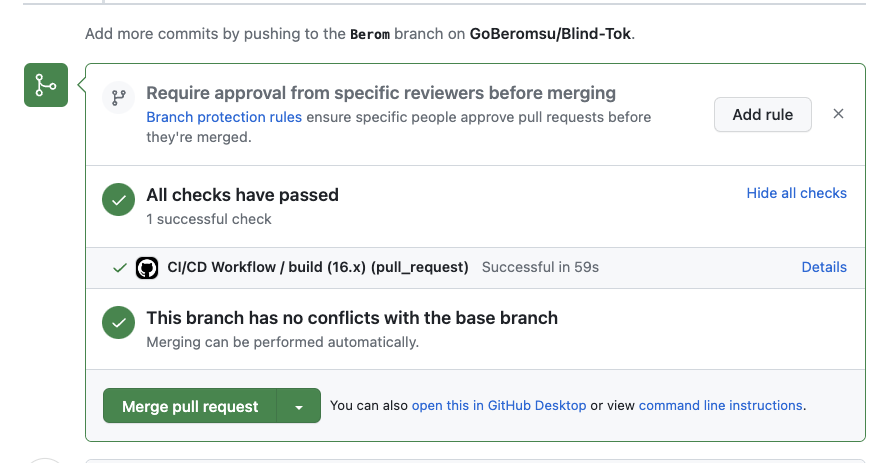 Add more commits by pushing to the Berom branch on GoBeromsu/Blind-Tok.
Require approval from specific reviewers before merging
Branch protection rules ensure specific people approve pull requests before
they're merged.
Add rule
All checks have passed
Hide all checks
1 successful check
CI/CD Workflow / build (16.x) (pull_request) Successful in 59s
Details
This branch has no conflicts with the base branch
Merging can be performed automatically.
Merge pull request
You can also open this in GitHub Desktop or view command line instructions.